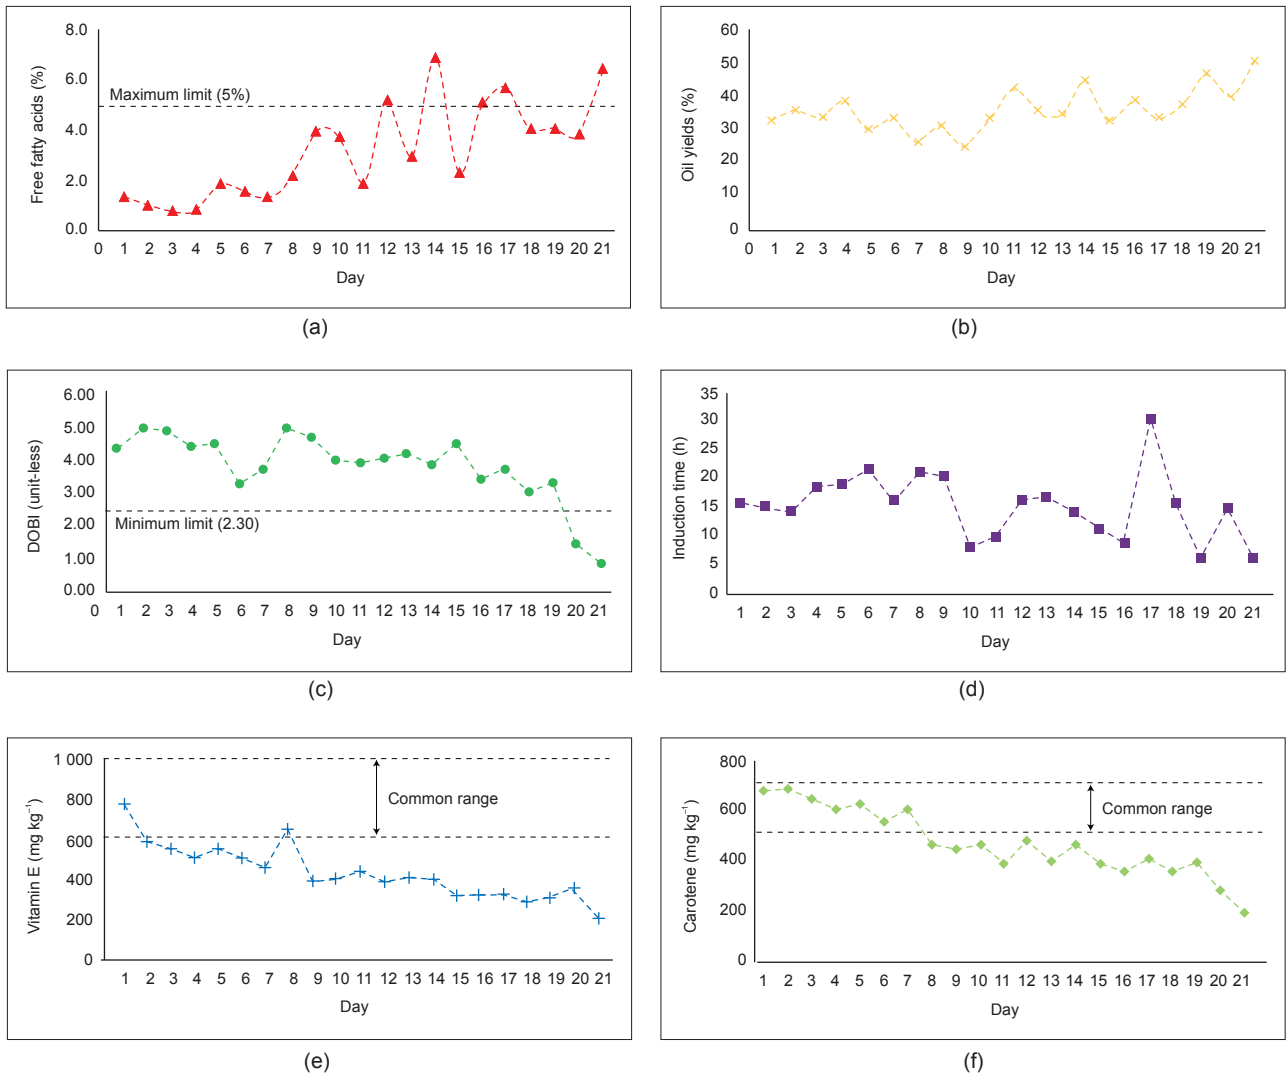 8.0
6.0
4.0
2.0
0.0
Free fatty acids (%)
Maximum limit (5%)
0 1 2 3 4 5 6 7 8 9 10 11 12 13 14 15 16 17 18 19 20 21
Day
(a)
60
50
40
30
20
10
0
Oil yields (%)
0 1 2 3 4 5 6 7 8 9 10 11 12 13 14 15 16 17 18 19 20 21
Day
(b)
6.00
5.00
4.00
3.00
2.00
1.00
0.00
DOBI (unit-less)
Minimum limit (2.30)
0 1 2 3 4 5 6 7 8 9 10 11 12 13 14 15 16 17 18 19 20 21
Day
(c)
35
30
25
20
15
10
5
0
Induction time (h)
1 2 3 4 5 6 7 8 9 10 11 12 13 14 15 16 17 18 19 20 21
Day
(d)
1 000
800
600
400
200
0
Vitamin E (mg kg⁻¹)
Common range
1 2 3 4 5 6 7 8 9 10 11 12 13 14 15 16 17 18 19 20 21
Day
(e)
800
600
400
200
0
Carotene (mg kg⁻¹)
Common range
1 2 3 4 5 6 7 8 9 10 11 12 13 14 15 16 17 18 19 20 21
Day
(f)